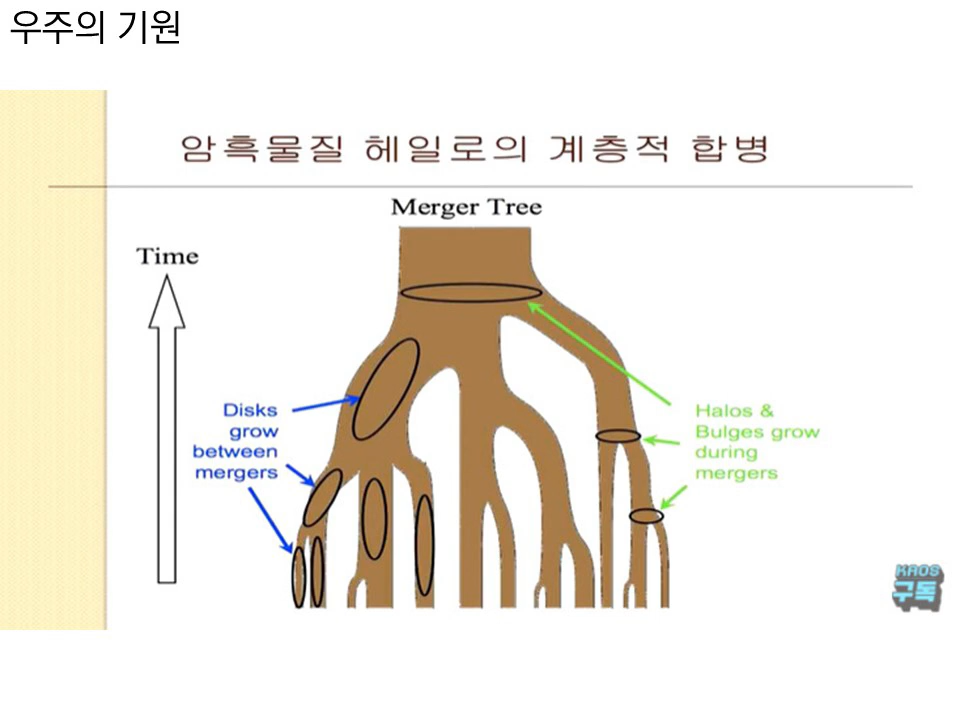 우주의 기원
암흑물질 헤일로의 계층적 합병
Merger Tree
Time
Disks
grow
between
mergers
Halos &
Bulges grow
during
mergers
KAOS
구독